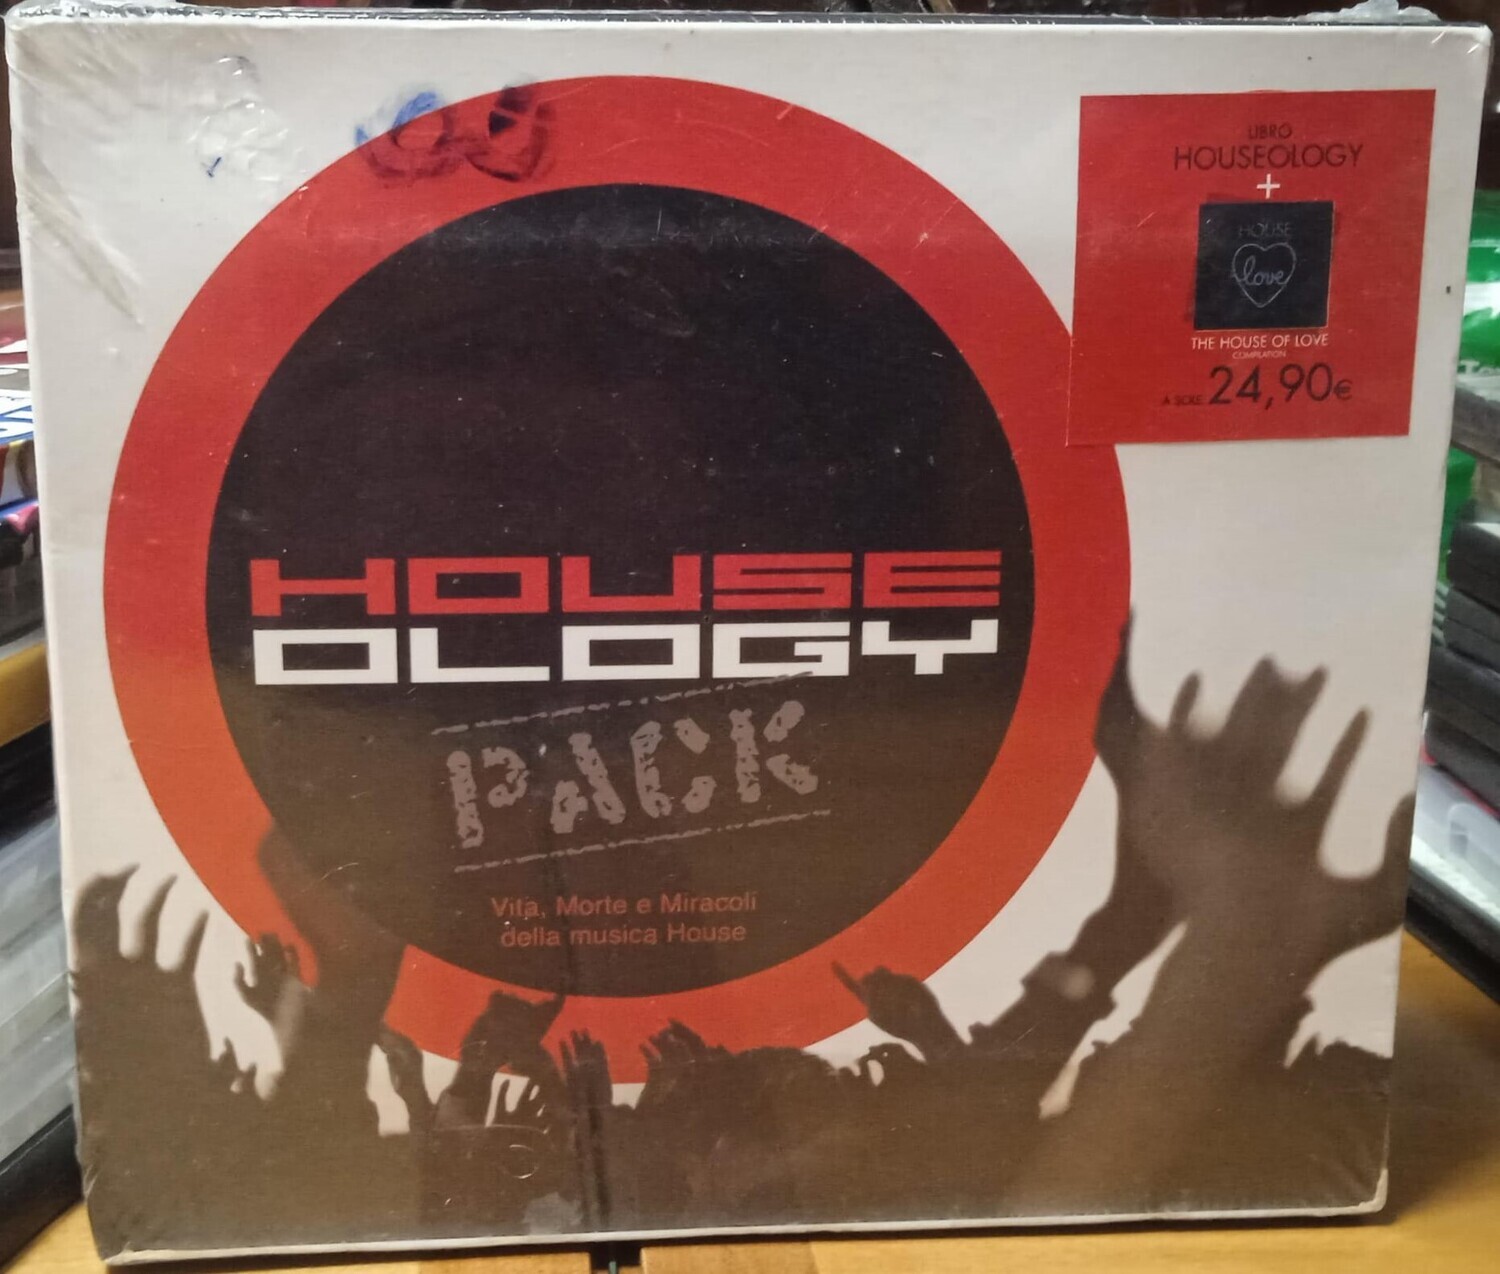 LIBRO
HOUSEOLOGY
+
HOUSE
love
THE HOUSE OF LOVE
COMPILATION
A SOLE 24,90€
HOUSE
OLOGY
PACK
Vita, Morte e Miracoli
della musica House